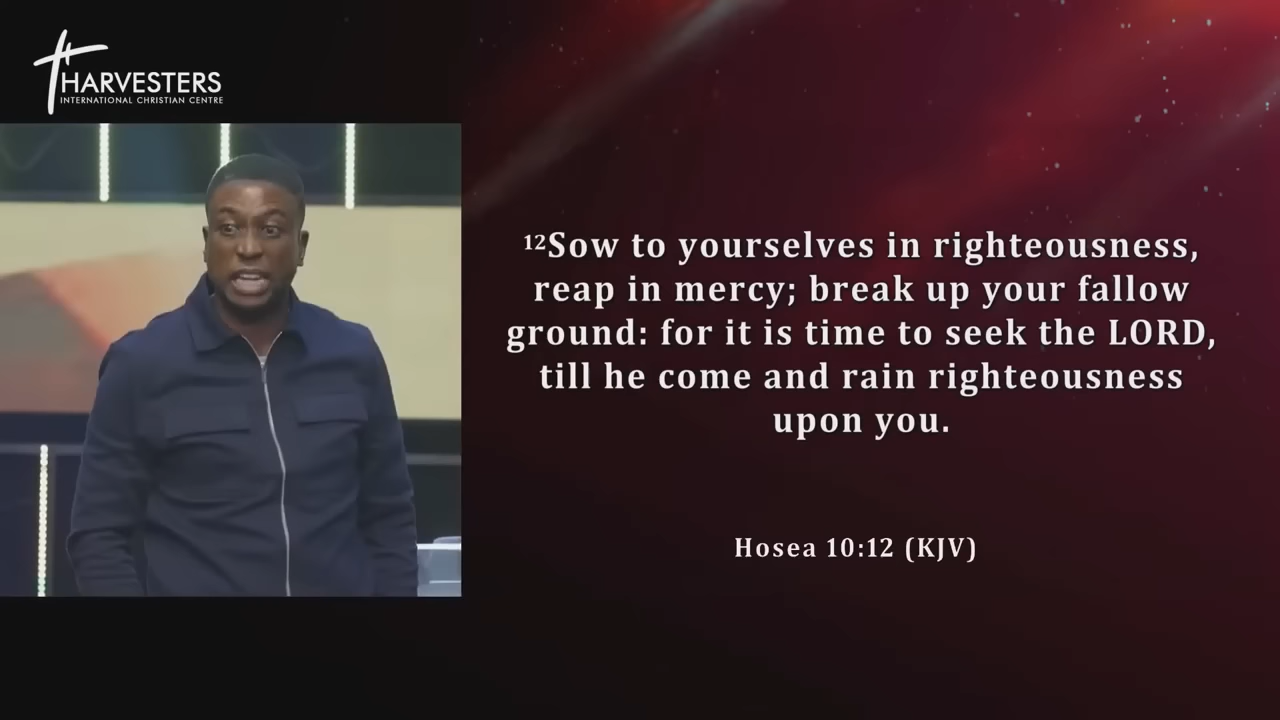 HARVESTERS
INTERNATIONAL CHRISTIAN CENTRE
¹²Sow to yourselves in righteousness,
reap in mercy; break up your fallow
ground: for it is time to seek the LORD,
till he come and rain righteousness
upon you.
Hosea 10:12 (KJV)